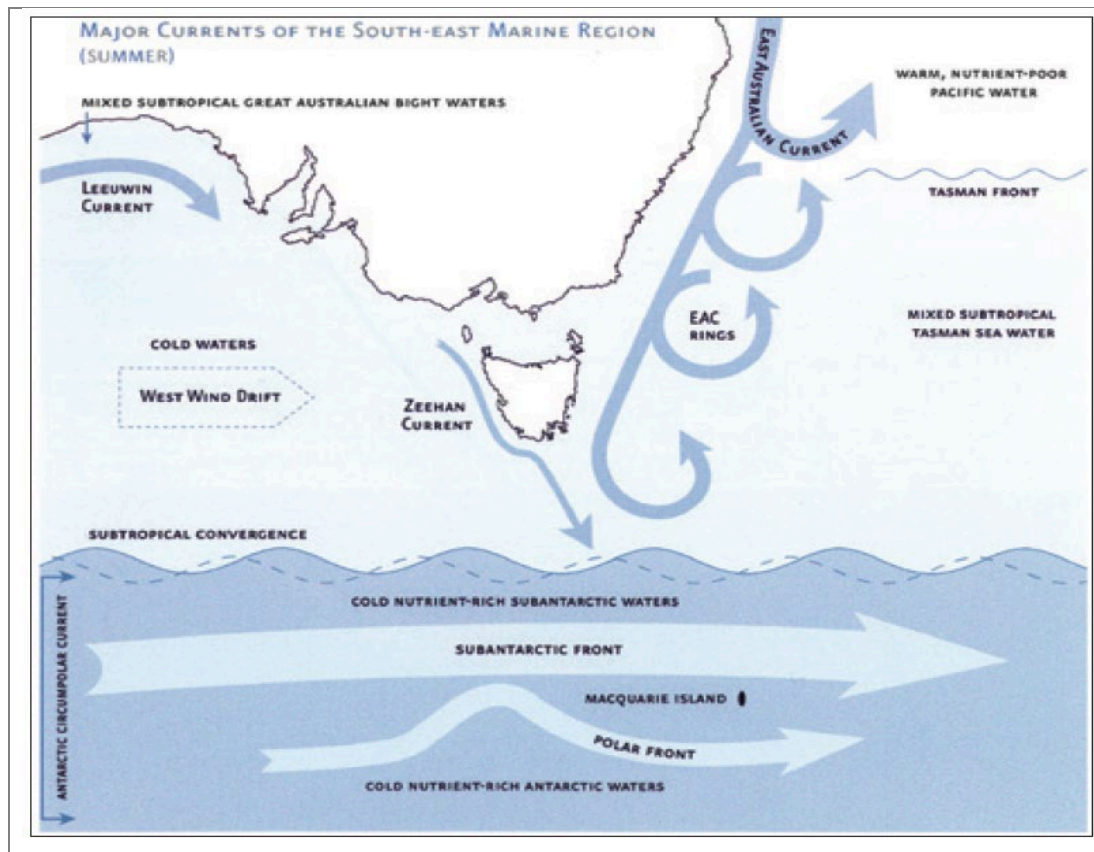 Major Currents of the South-east Marine Region
(summer)
mixed subtropical great australian bight waters
Leeuwin
Current
East Australian Current
warm, nutrient-poor
pacific water
tasman front
EAC
rings
mixed subtropical
tasman sea water
cold waters
West Wind Drift
Zeehan
Current
subtropical convergence
antarctic circumpolar current
cold nutrient-rich subantarctic waters
subantarctic front
macquarie island
polar front
cold nutrient-rich antarctic waters